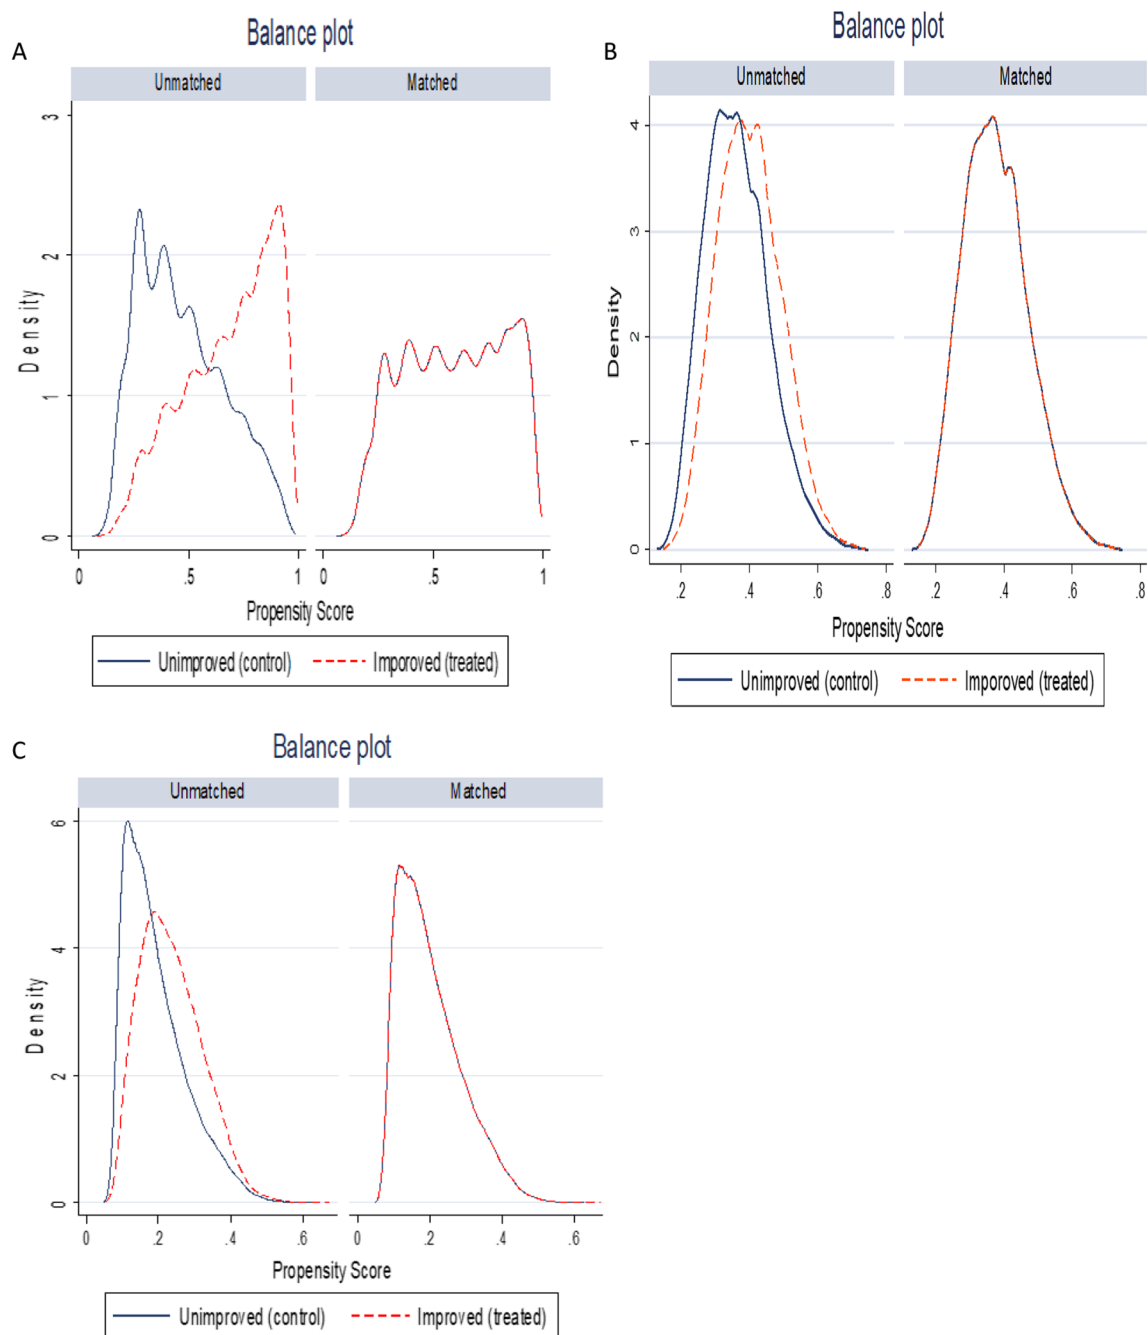 A
Balance plot
Unmatched
Matched
3
2
1
0
Density
0
.5
1
0
.5
1
Propensity Score
Unimproved (control)
Imporoved (treated)
B
Balance plot
Unmatched
Matched
4
3
2
1
0
Density
.2
.4
.6
.8
.2
.4
.6
.8
Propensity Score
Unimproved (control)
Imporoved (treated)
C
Balance plot
Unmatched
Matched
6
4
2
0
Density
0
.2
.4
.6
0
.2
.4
.6
Propensity Score
Unimproved (control)
Improved (treated)